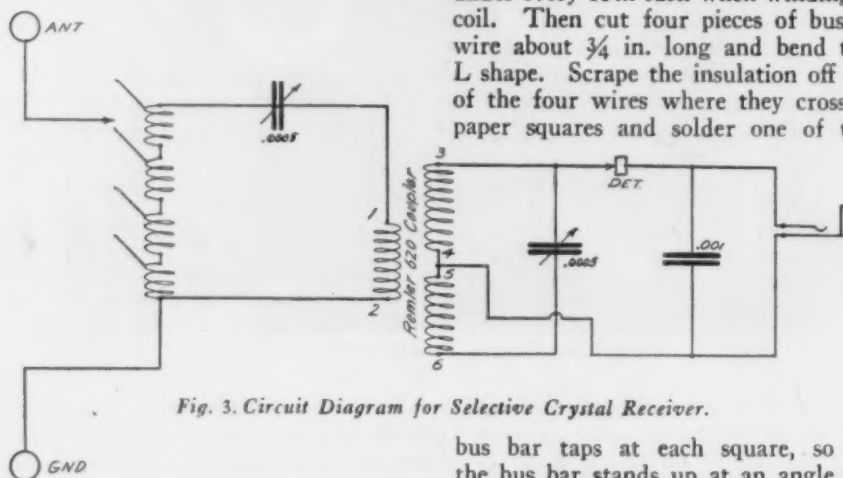 under every turn when winding
coil. Then cut four pieces of bus
wire about ¾ in. long and bend t
L shape. Scrape the insulation off
of the four wires where they cross
paper squares and solder one of t
ANT
.0005
1
2
Remler 620 Coupler
3
4
5
6
DET.
.0005
.001
GND.
Fig. 3. Circuit Diagram for Selective Crystal Receiver.
bus bar taps at each square, so
the bus bar stands up at an angle